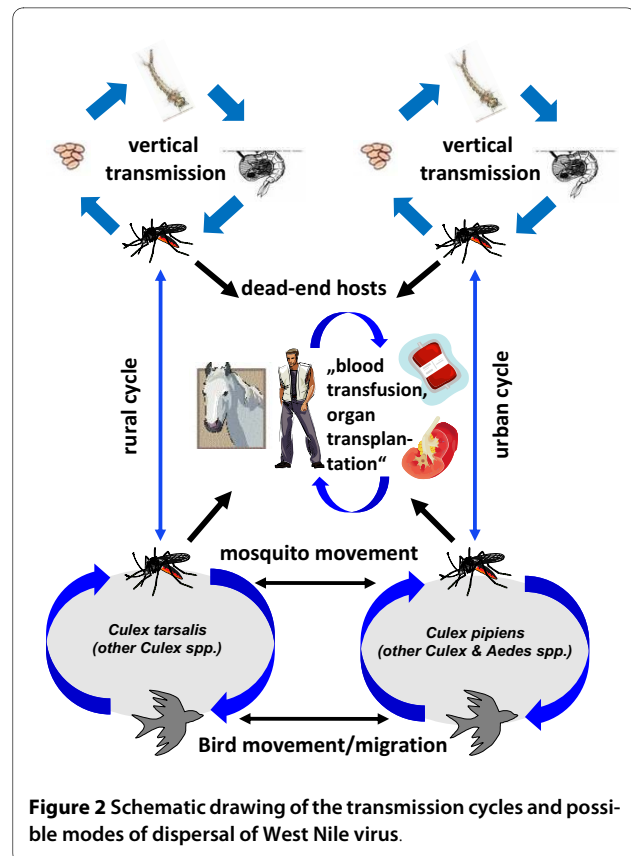 vertical
transmission
vertical
transmission
dead-end hosts
rural cycle
„blood
transfusion,
organ
transplan-
tation“
urban cycle
mosquito movement
Culex tarsalis
(other Culex spp.)
Culex pipiens
(other Culex & Aedes spp.)
Bird movement/migration
Figure 2 Schematic drawing of the transmission cycles and possi-
ble modes of dispersal of West Nile virus.